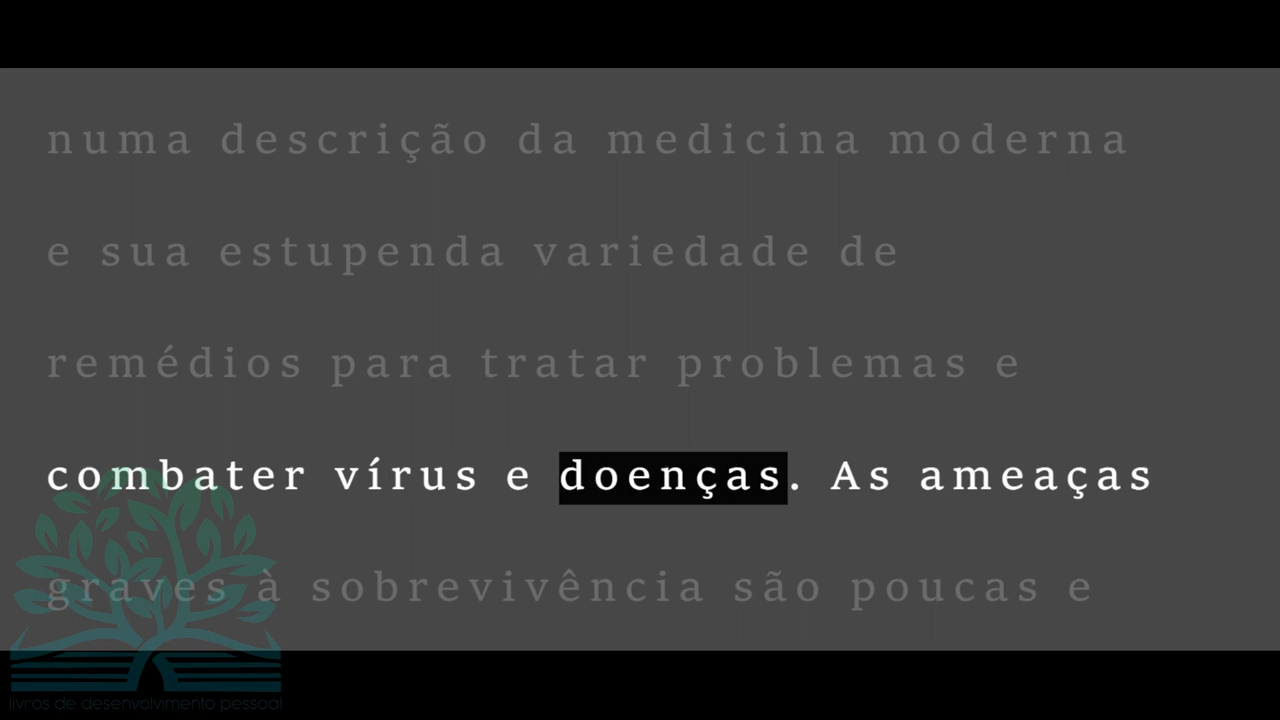 numa descrição da medicina moderna
e sua estupenda variedade de
remédios para tratar problemas e
combater vírus e doenças. As ameaças
graves à sobrevivência são poucas e
livros de desenvolvimento pessoal